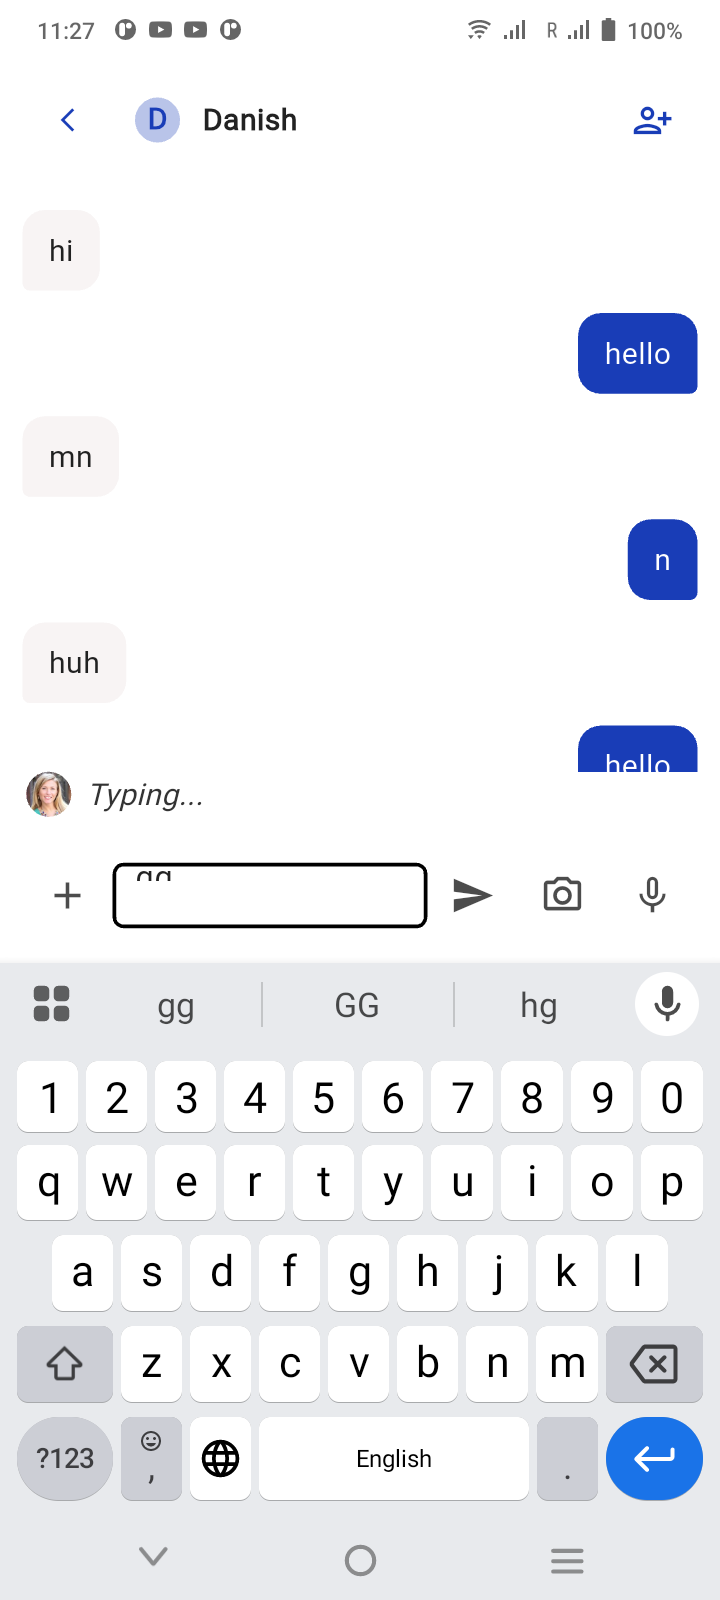 11:27 R 100%
D Danish
hi
hello
mn
n
huh
hello
Typing...
gg
gg GG hg
1 2 3 4 5 6 7 8 9 0
q w e r t y u i o p
a s d f g h j k l
z x c v b n m
?123 , English .